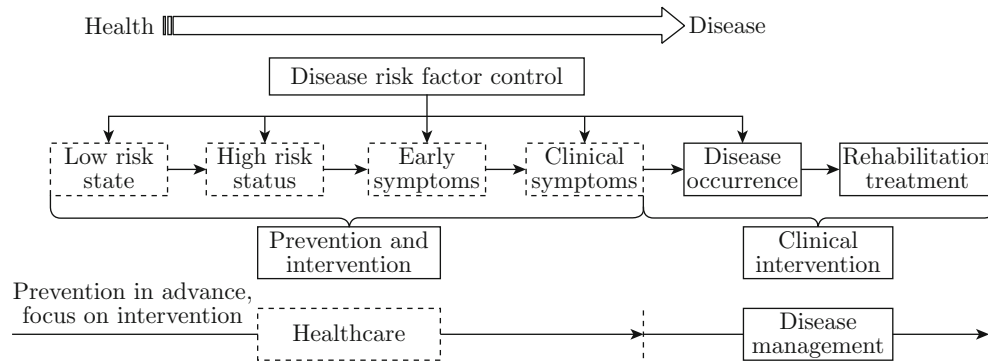 Health
Disease
Disease risk factor control
Low risk
state
High risk
status
Early
symptoms
Clinical
symptoms
Disease
occurrence
Rehabilitation
treatment
Prevention and
intervention
Clinical
intervention
Prevention in advance,
focus on intervention
Healthcare
Disease
management